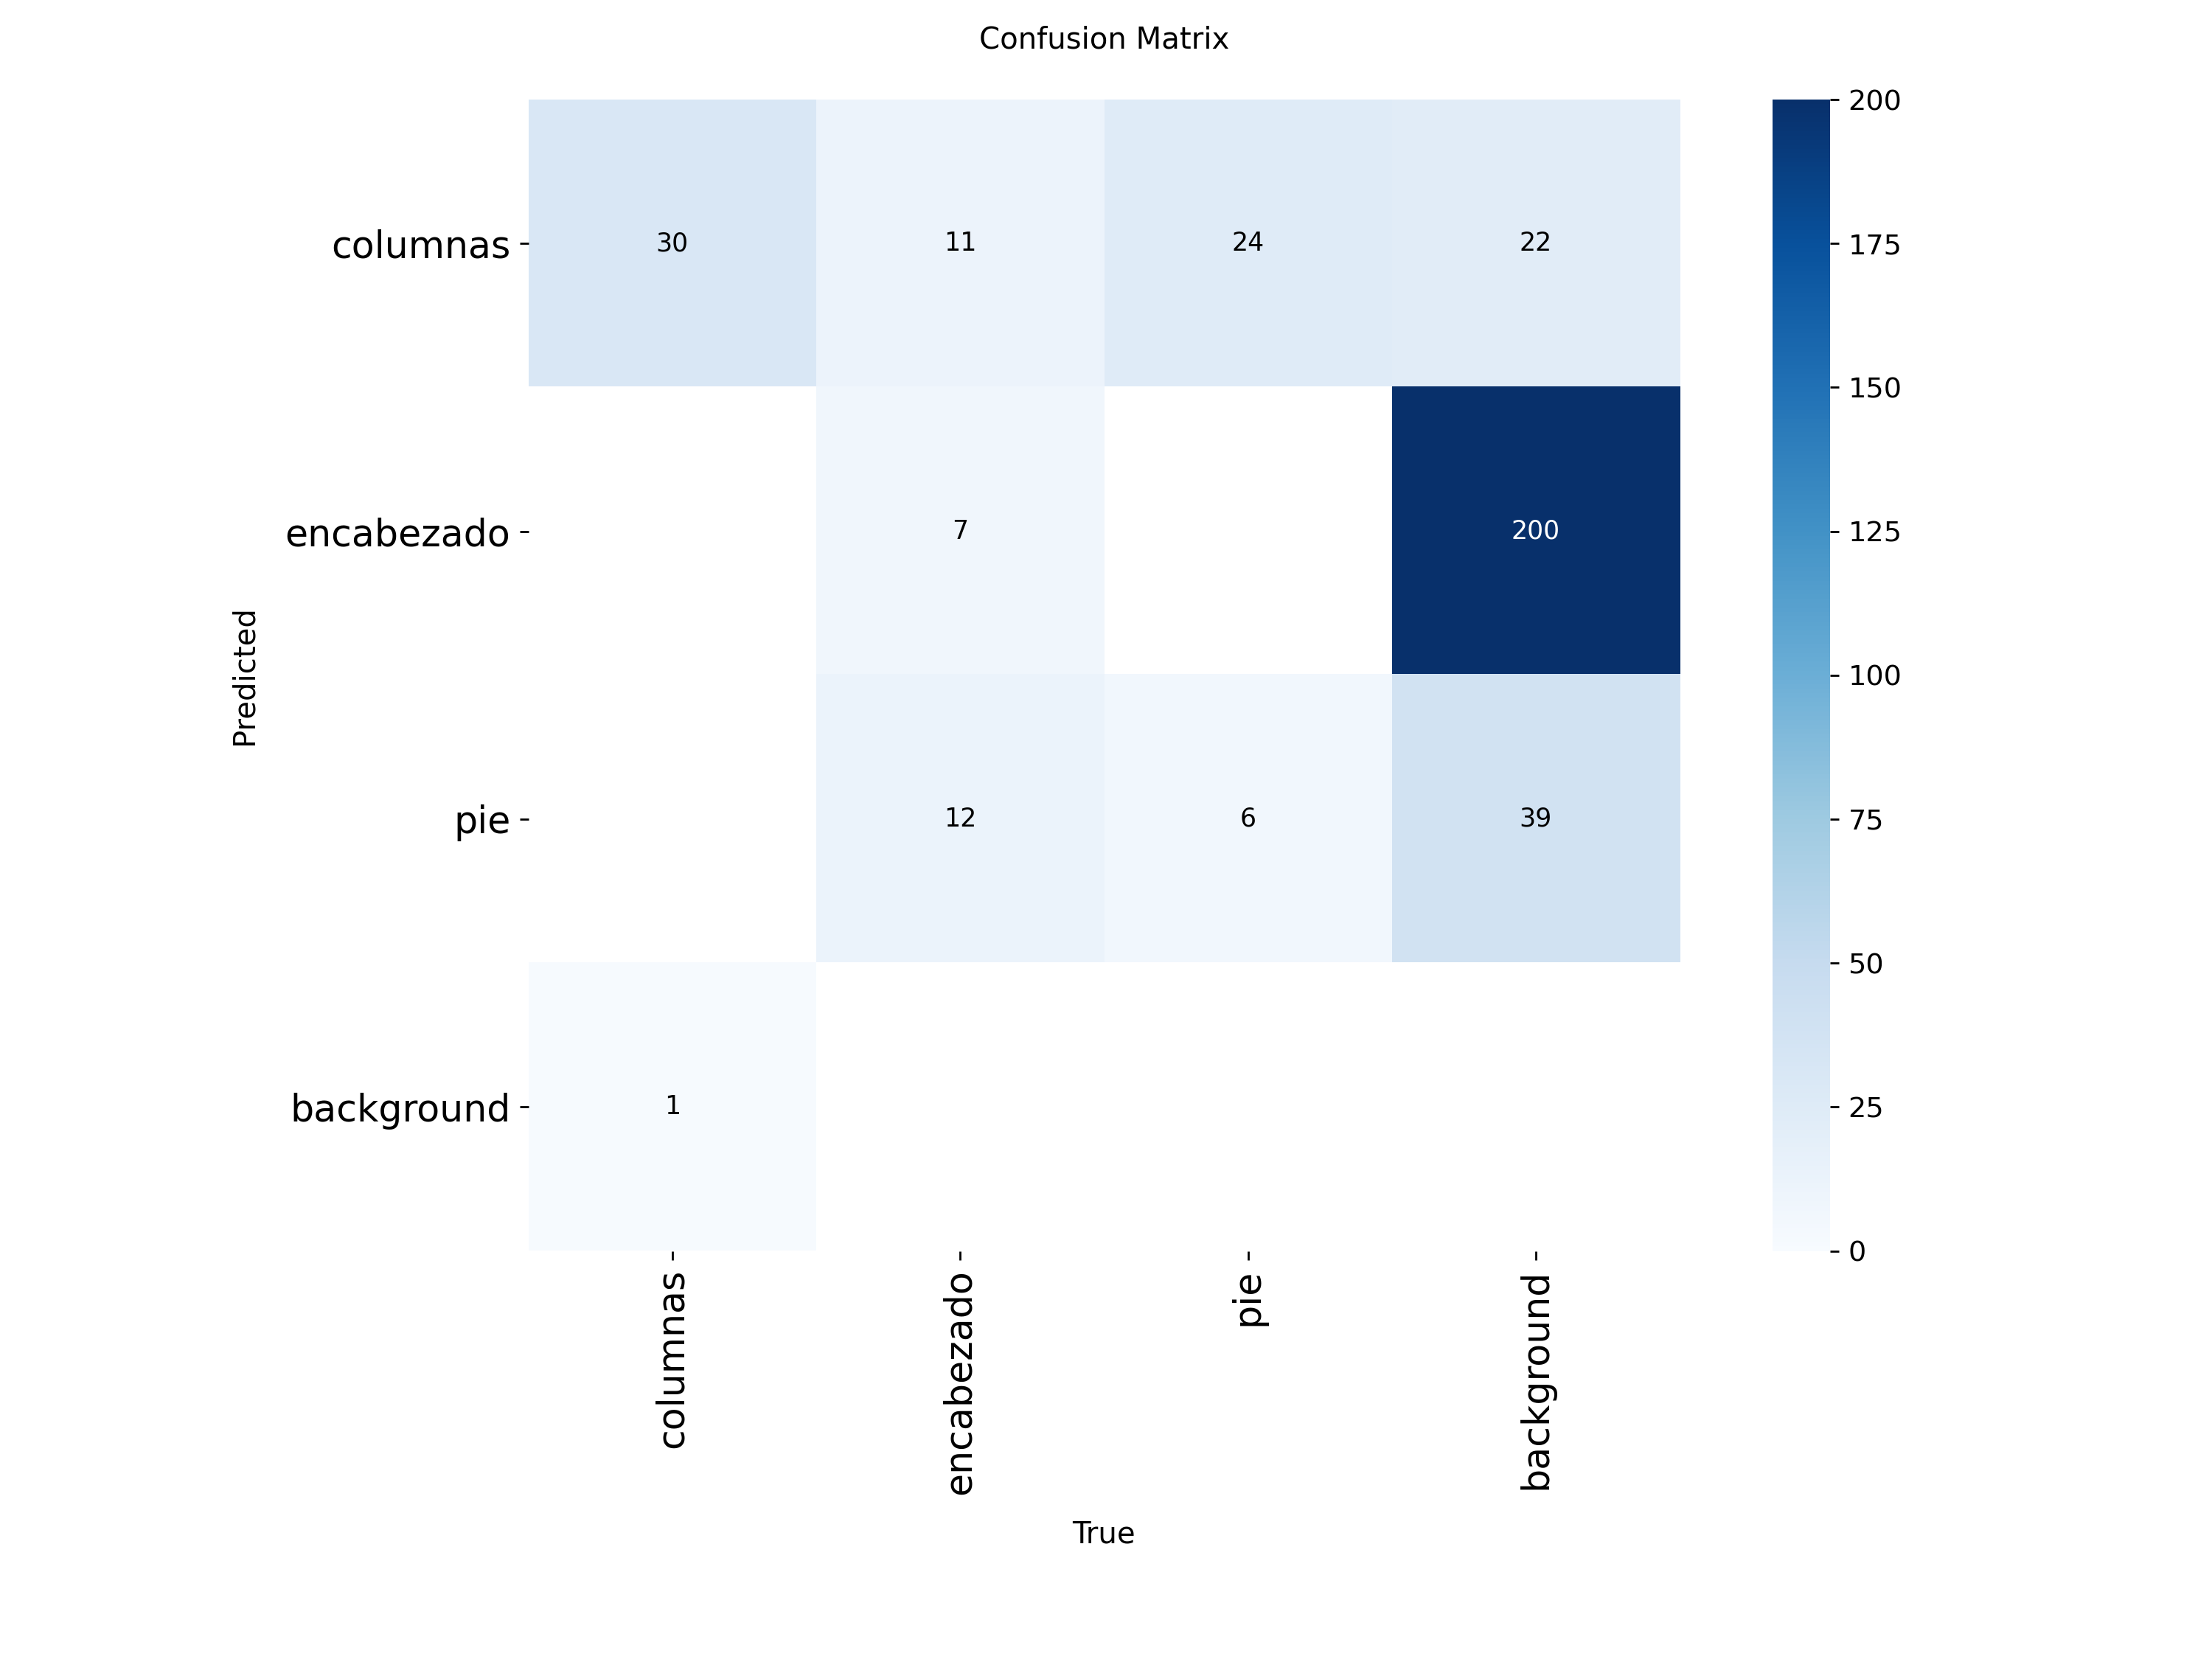 Confusion Matrix
columnas
30 11 24 22
encabezado
7 200
pie
12 6 39
background
1
Predicted
columnas encabezado pie background
True
200
175
150
125
100
75
50
25
0